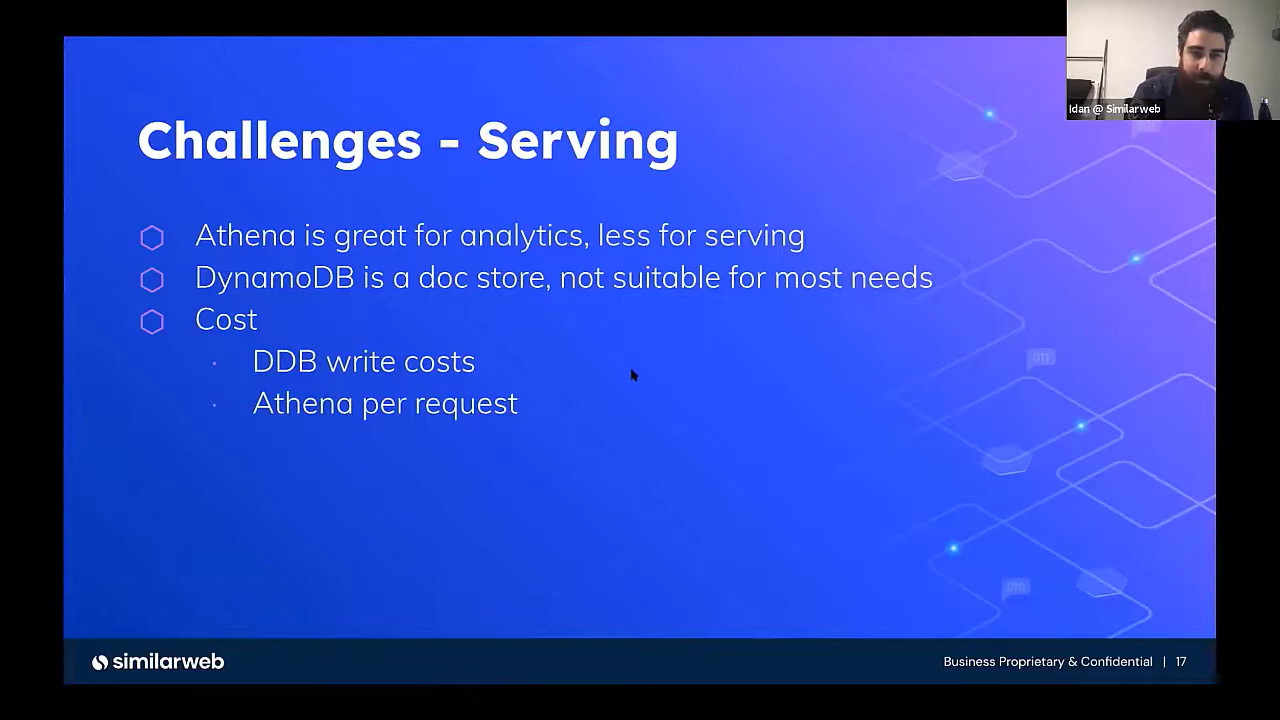 Idan @ Similarweb
Challenges - Serving
Athena is great for analytics, less for serving
DynamoDB is a doc store, not suitable for most needs
Cost
DDB write costs
Athena per request
similarweb
Business Proprietary & Confidential | 17